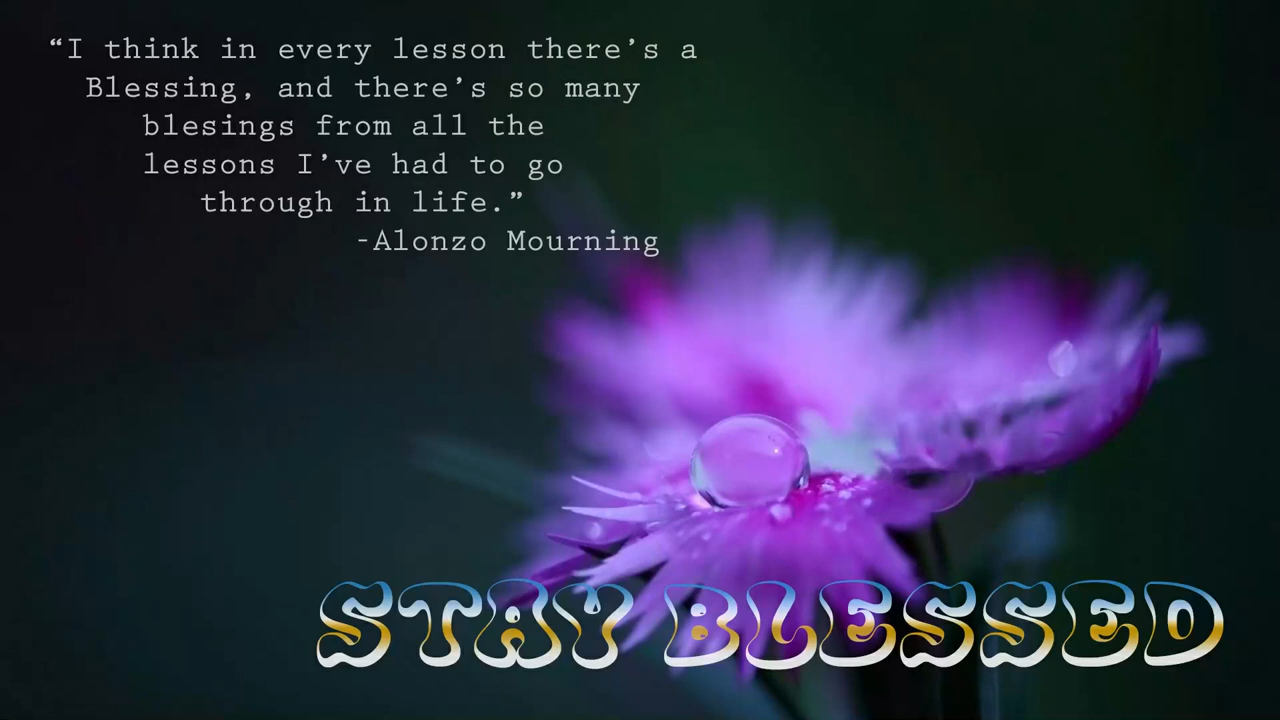 “I think in every lesson there’s a
Blessing, and there’s so many
blesings from all the
lessons I’ve had to go
through in life.”
-Alonzo Mourning
STAY BLESSED